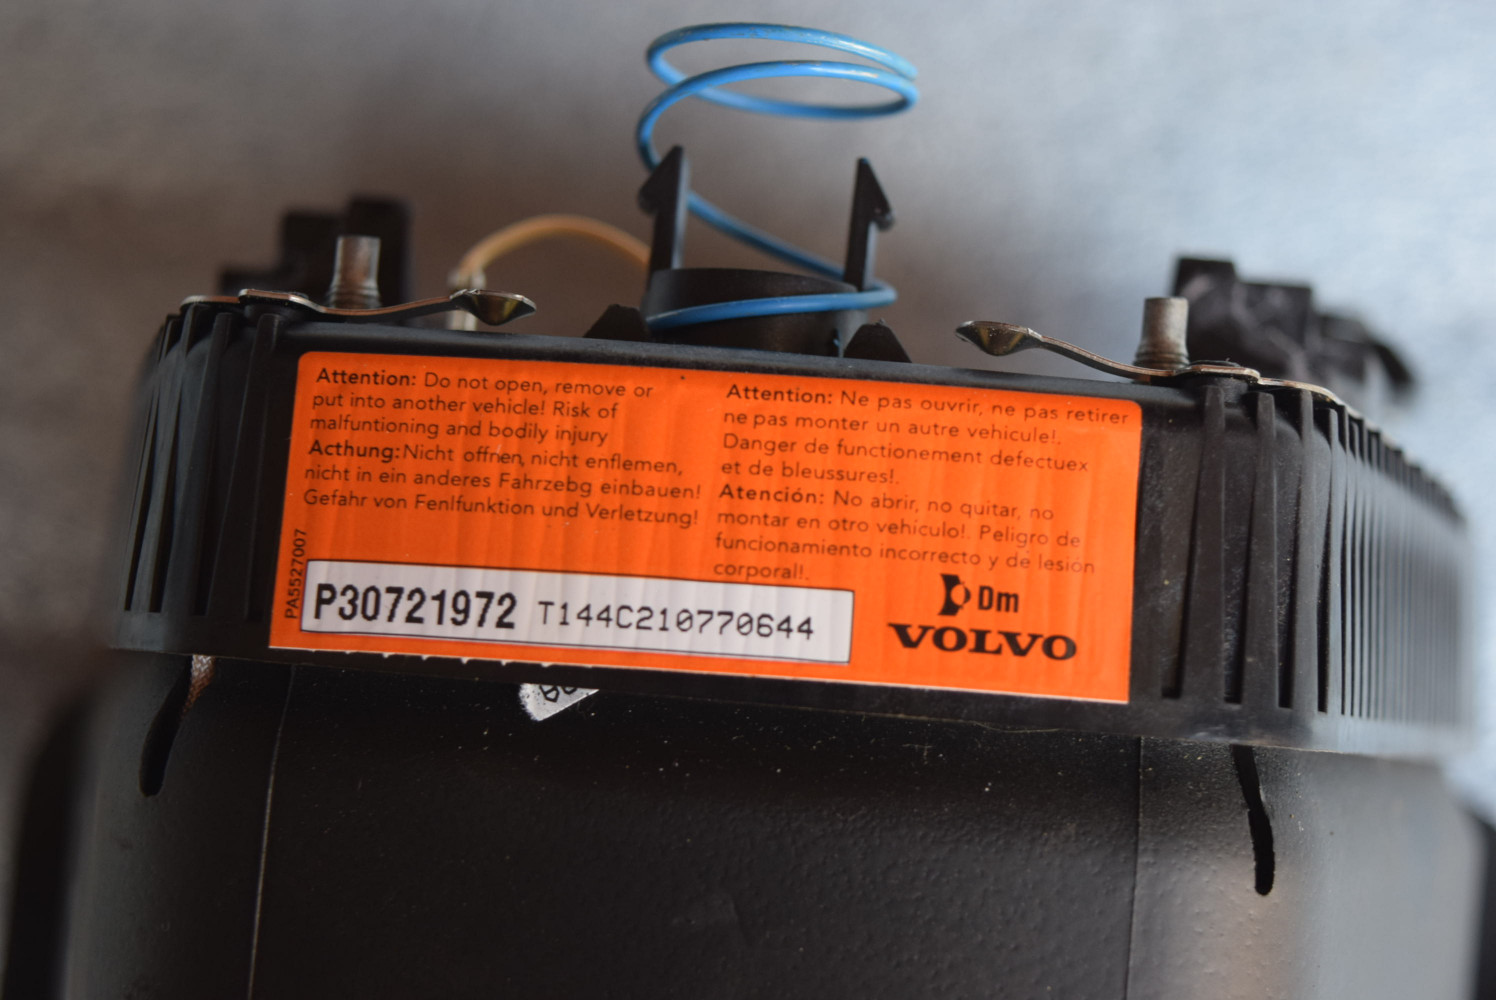 Attention: Do not open, remove or
put into another vehicle! Risk of
malfuntioning and bodily injury
Acthung: Nicht offnen, nicht enflemen,
nicht in ein anderes Fahrzebg einbauen!
Gefahr von Fenlfunktion und Verletzung!
Attention: Ne pas ouvrir, ne pas retirer
ne pas monter un autre vehicule!.
Danger de functionement defectuex
et de bleussures!.
Atención: No abrir, no quitar, no
montar en otro vehiculo!. Peligro de
funcionamiento incorrecto y de lesión
corporal!.
PA5527007
P30721972 T144C210770644
Dm
VOLVO